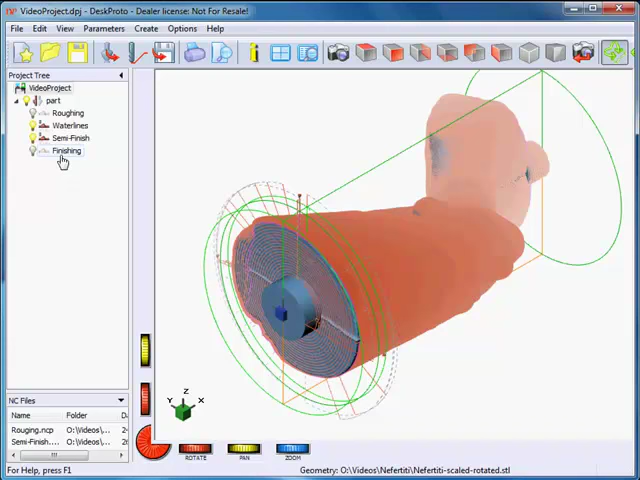 VideoProject.dpj - DeskProto - Dealer license: Not For Resale!
File Edit View Parameters Create Options Help
Project Tree
VideoProject
part
Roughing
Waterlines
Semi-Finish
Finishing
Z
Y X
NC Files
Name Folder D
Rouging.ncp O:\Videos/... 2
Semi-Finish.... O:\Videos/... 20
ROTATE PAN ZOOM
For Help, press F1 Geometry: O:\Videos\Nefertiti\Nefertiti-scaled-rotated.stl